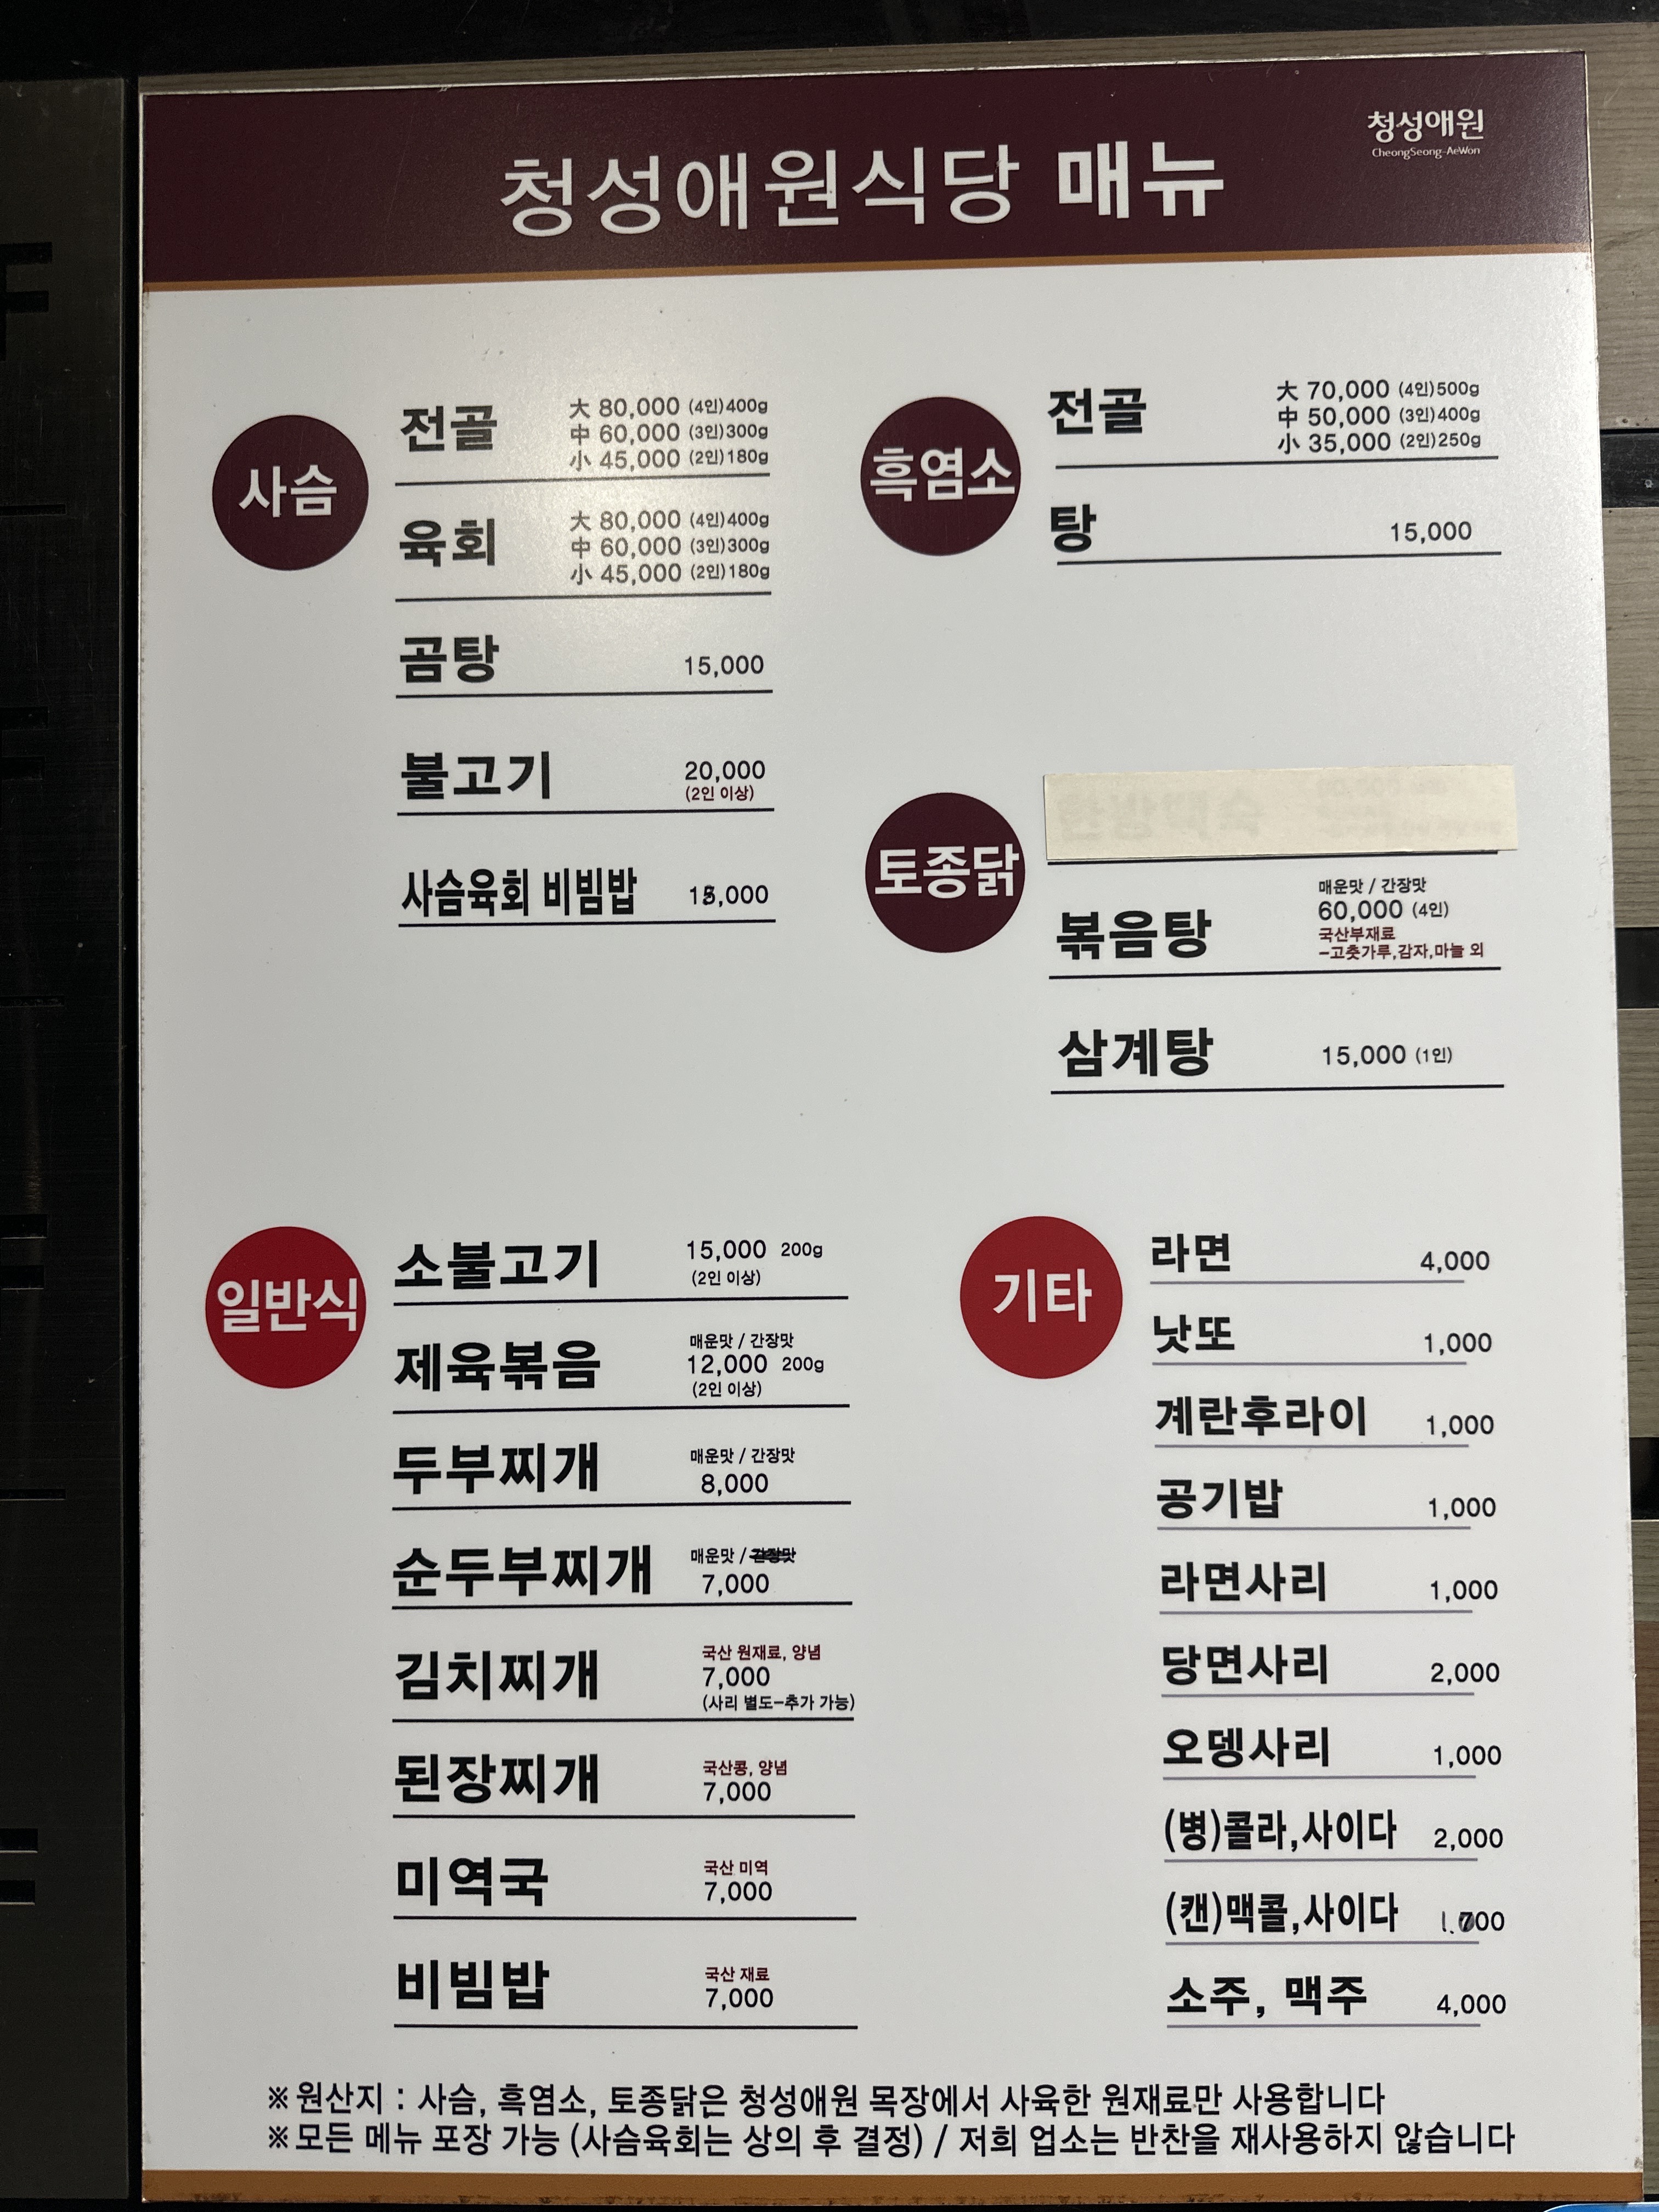 청성애원
CheongSeong-AeWon
청성애원식당 메뉴
사슴
전골
大 80,000 (4인)400g
中 60,000 (3인)300g
小 45,000 (2인)180g
육회
大 80,000 (4인)400g
中 60,000 (3인)300g
小 45,000 (2인)180g
곰탕 15,000
불고기 20,000
(2인 이상)
사슴육회 비빔밥
흑염소
전골
大 70,000 (4인)500g
中 50,000 (3인)400g
小 35,000 (2인)250g
탕 15,000
토종닭
볶음탕
매운맛 / 간장맛
60,000 (4인)
국산부재료
-고춧가루,감자,마늘 외
삼계탕 15,000 (1인)
일반식
소불고기 15,000 200g
(2인 이상)
제육볶음
매운맛 / 간장맛
12,000 200g
(2인 이상)
두부찌개
매운맛 / 간장맛
8,000
순두부찌개
매운맛 / 간장맛
7,000
김치찌개
국산 원재료, 양념
7,000
(사리 별도-추가 가능)
된장찌개
국산콩, 양념
7,000
미역국
국산 미역
7,000
비빔밥
국산 재료
7,000
기타
라면 4,000
낫또 1,000
계란후라이 1,000
공기밥 1,000
라면사리 1,000
당면사리 2,000
오뎅사리 1,000
(병)콜라,사이다 2,000
(캔)맥콜,사이다
소주, 맥주 4,000
※원산지 : 사슴, 흑염소, 토종닭은 청성애원 목장에서 사육한 원재료만 사용합니다
※모든 메뉴 포장 가능 (사슴육회는 상의 후 결정) / 저희 업소는 반찬을 재사용하지 않습니다